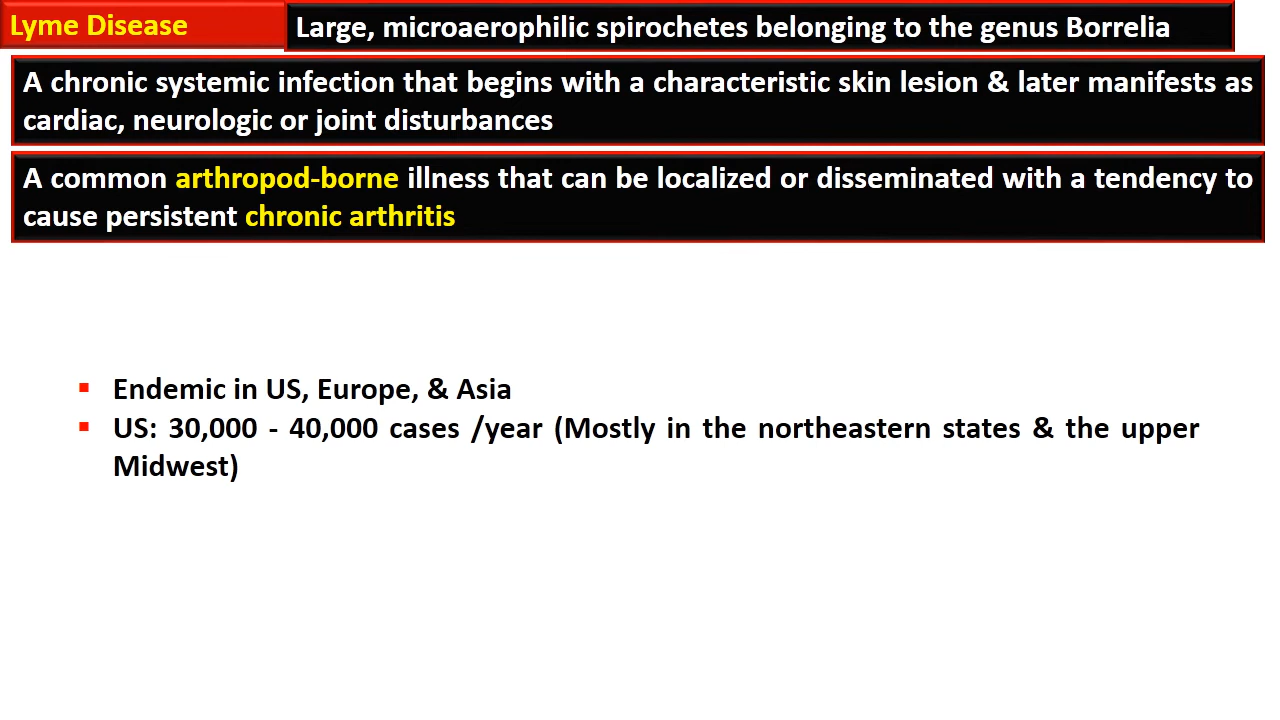 Lyme Disease
Large, microaerophilic spirochetes belonging to the genus Borrelia
A chronic systemic infection that begins with a characteristic skin lesion & later manifests as
cardiac, neurologic or joint disturbances
A common arthropod-borne illness that can be localized or disseminated with a tendency to
cause persistent chronic arthritis
▪ Endemic in US, Europe, & Asia
▪ US: 30,000 - 40,000 cases /year (Mostly in the northeastern states & the upper
Midwest)